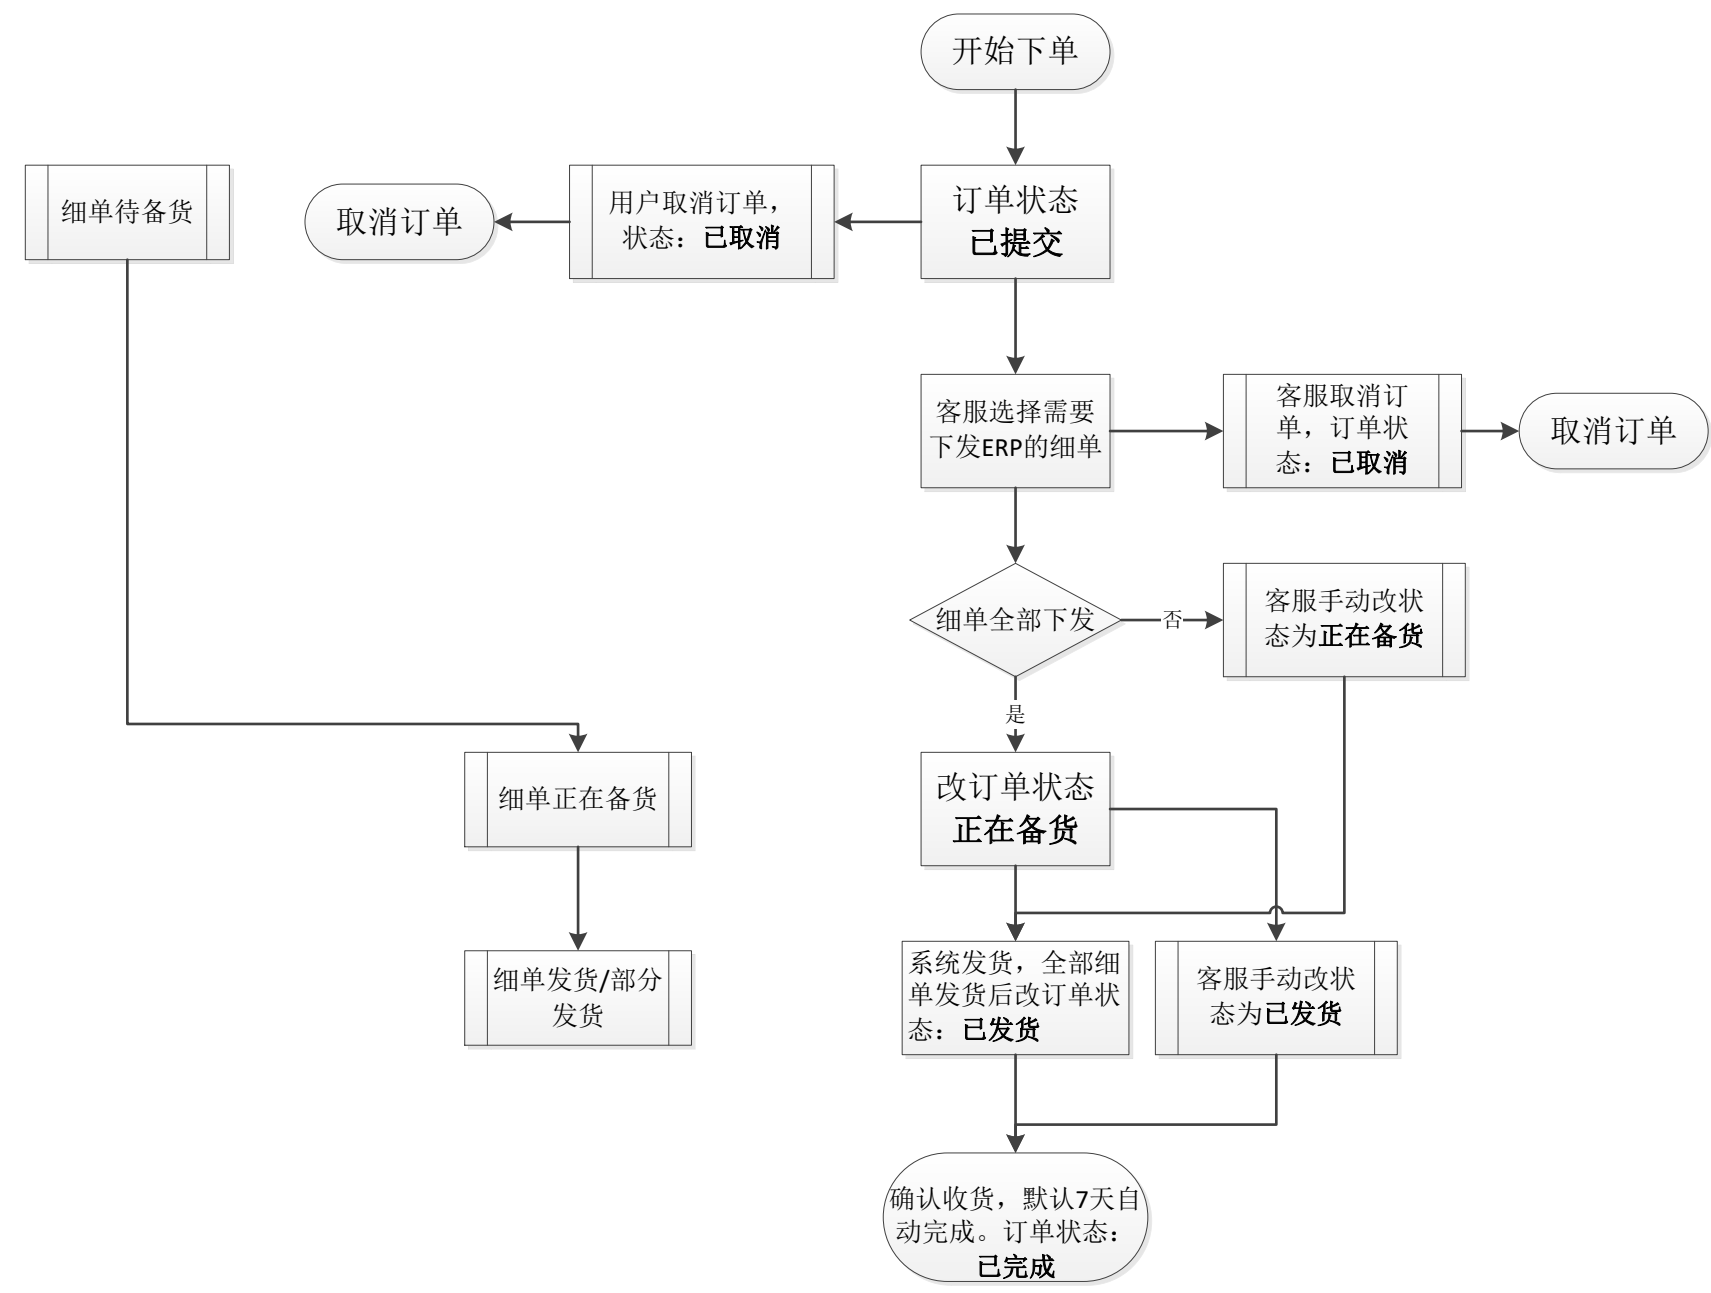 开始下单
细单待备货
取消订单
用户取消订单，
状态：已取消
订单状态
已提交
客服选择需要
下发ERP的细单
客服取消订
单，订单状
态：已取消
取消订单
细单全部下发
否
客服手动改状
态为正在备货
是
细单正在备货
改订单状态
正在备货
细单发货/部分
发货
系统发货，全部细
单发货后改订单状
态：已发货
客服手动改状
态为已发货
确认收货，默认7天自
动完成。订单状态：
已完成